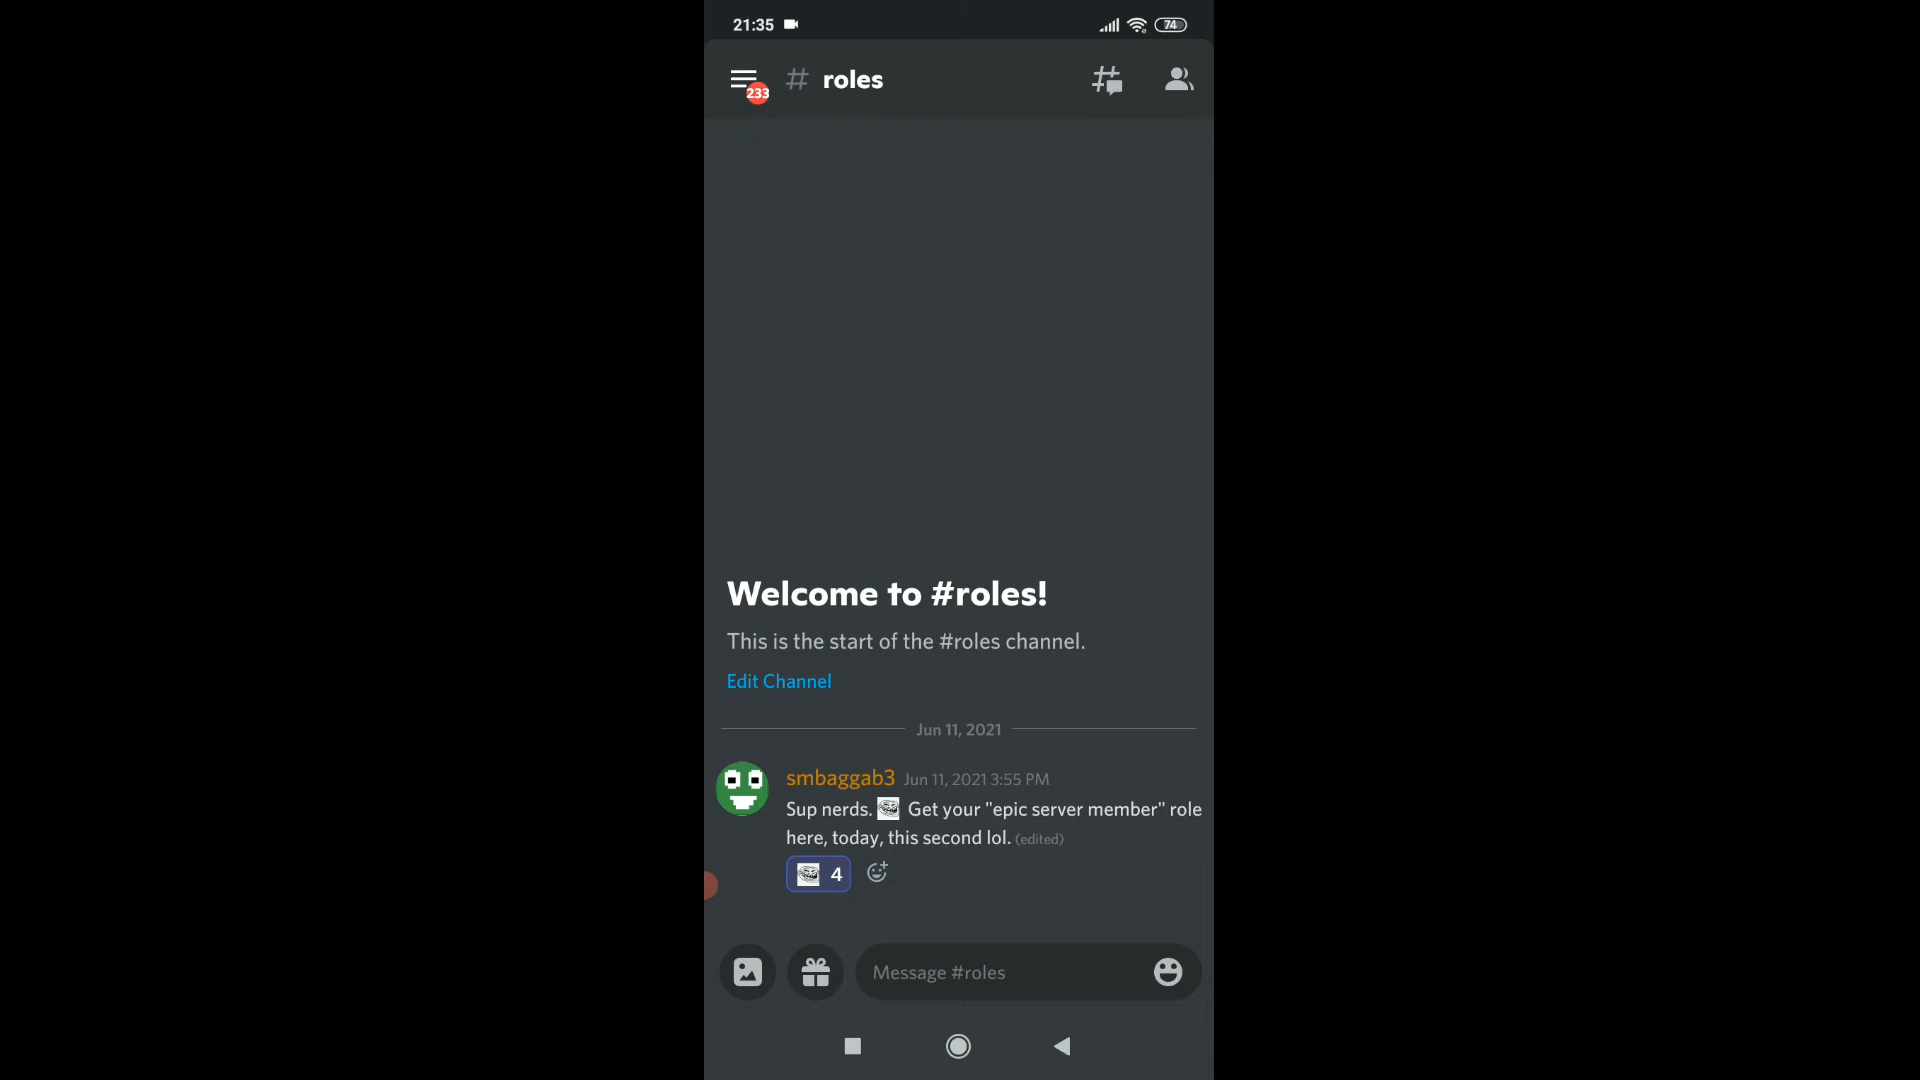 21:35
74
233
# roles
Welcome to #roles!
This is the start of the #roles channel.
Edit Channel
Jun 11, 2021
smbaggab3 Jun 11, 2021 3:55 PM
Sup nerds. Get your "epic server member" role
here, today, this second lol. (edited)
4
Message #roles